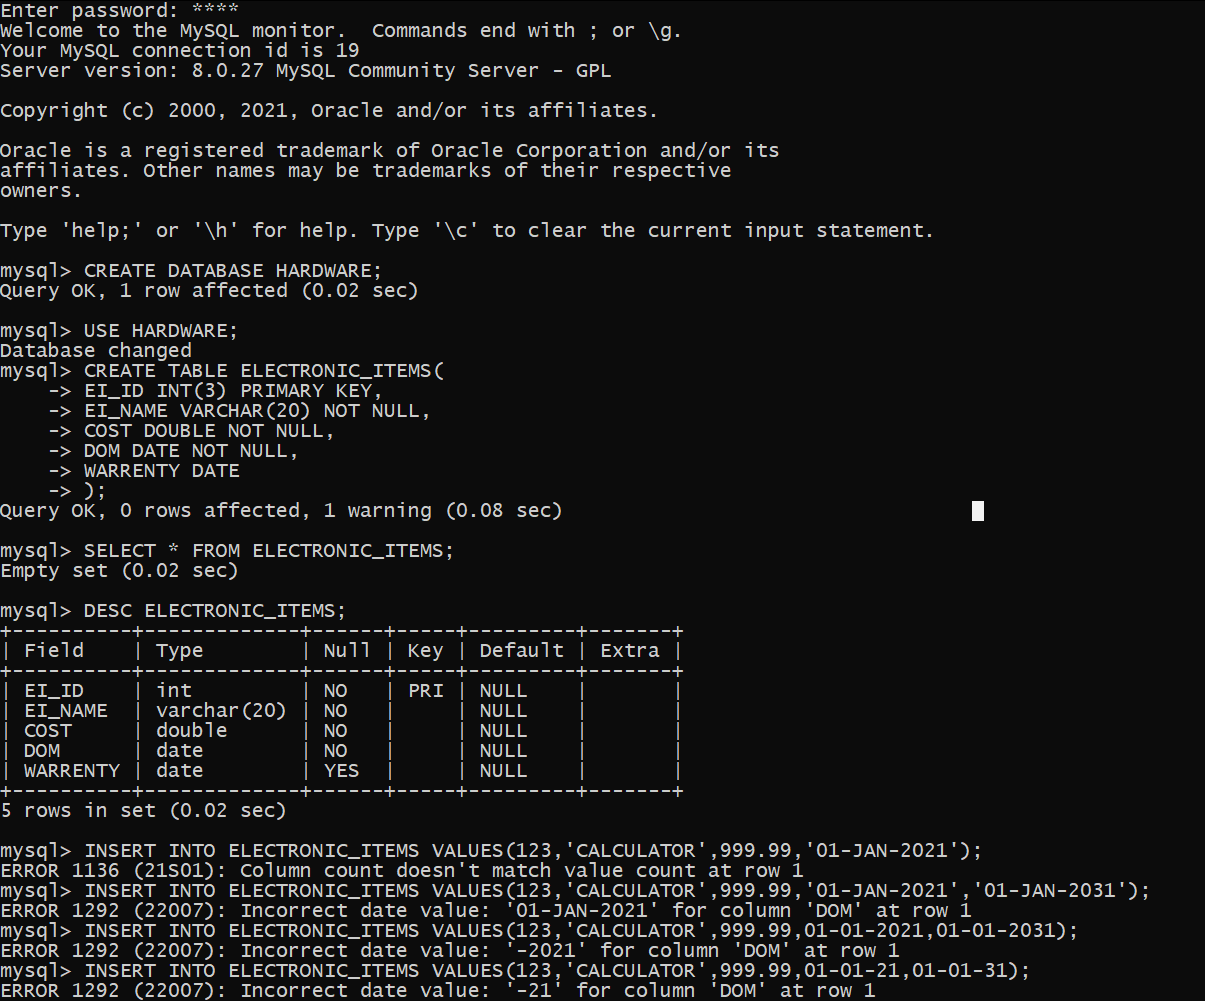 Enter password: ****
Welcome to the MySQL monitor.  Commands end with ; or \g.
Your MySQL connection id is 19
Server version: 8.0.27 MySQL Community Server - GPL
Copyright (c) 2000, 2021, Oracle and/or its affiliates.
Oracle is a registered trademark of Oracle Corporation and/or its
affiliates. Other names may be trademarks of their respective
owners.
Type 'help;' or '\h' for help. Type '\c' to clear the current input statement.
mysql> CREATE DATABASE HARDWARE;
Query OK, 1 row affected (0.02 sec)
mysql> USE HARDWARE;
Database changed
mysql> CREATE TABLE ELECTRONIC_ITEMS(
    -> EI_ID INT(3) PRIMARY KEY,
    -> EI_NAME VARCHAR(20) NOT NULL,
    -> COST DOUBLE NOT NULL,
    -> DOM DATE NOT NULL,
    -> WARRENTY DATE
    -> );
Query OK, 0 rows affected, 1 warning (0.08 sec)
mysql> SELECT * FROM ELECTRONIC_ITEMS;
Empty set (0.02 sec)
mysql> DESC ELECTRONIC_ITEMS;
+----------+-------------+------+-----+---------+-------+
| Field    | Type        | Null | Key | Default | Extra |
+----------+-------------+------+-----+---------+-------+
| EI_ID    | int         | NO   | PRI | NULL    |       |
| EI_NAME  | varchar(20) | NO   |     | NULL    |       |
| COST     | double      | NO   |     | NULL    |       |
| DOM      | date        | NO   |     | NULL    |       |
| WARRENTY | date        | YES  |     | NULL    |       |
+----------+-------------+------+-----+---------+-------+
5 rows in set (0.02 sec)
mysql> INSERT INTO ELECTRONIC_ITEMS VALUES(123,'CALCULATOR',999.99,'01-JAN-2021');
ERROR 1136 (21S01): Column count doesn't match value count at row 1
mysql> INSERT INTO ELECTRONIC_ITEMS VALUES(123,'CALCULATOR',999.99,'01-JAN-2021','01-JAN-2031');
ERROR 1292 (22007): Incorrect date value: '01-JAN-2021' for column 'DOM' at row 1
mysql> INSERT INTO ELECTRONIC_ITEMS VALUES(123,'CALCULATOR',999.99,01-01-2021,01-01-2031);
ERROR 1292 (22007): Incorrect date value: '-2021' for column 'DOM' at row 1
mysql> INSERT INTO ELECTRONIC_ITEMS VALUES(123,'CALCULATOR',999.99,01-01-21,01-01-31);
ERROR 1292 (22007): Incorrect date value: '-21' for column 'DOM' at row 1